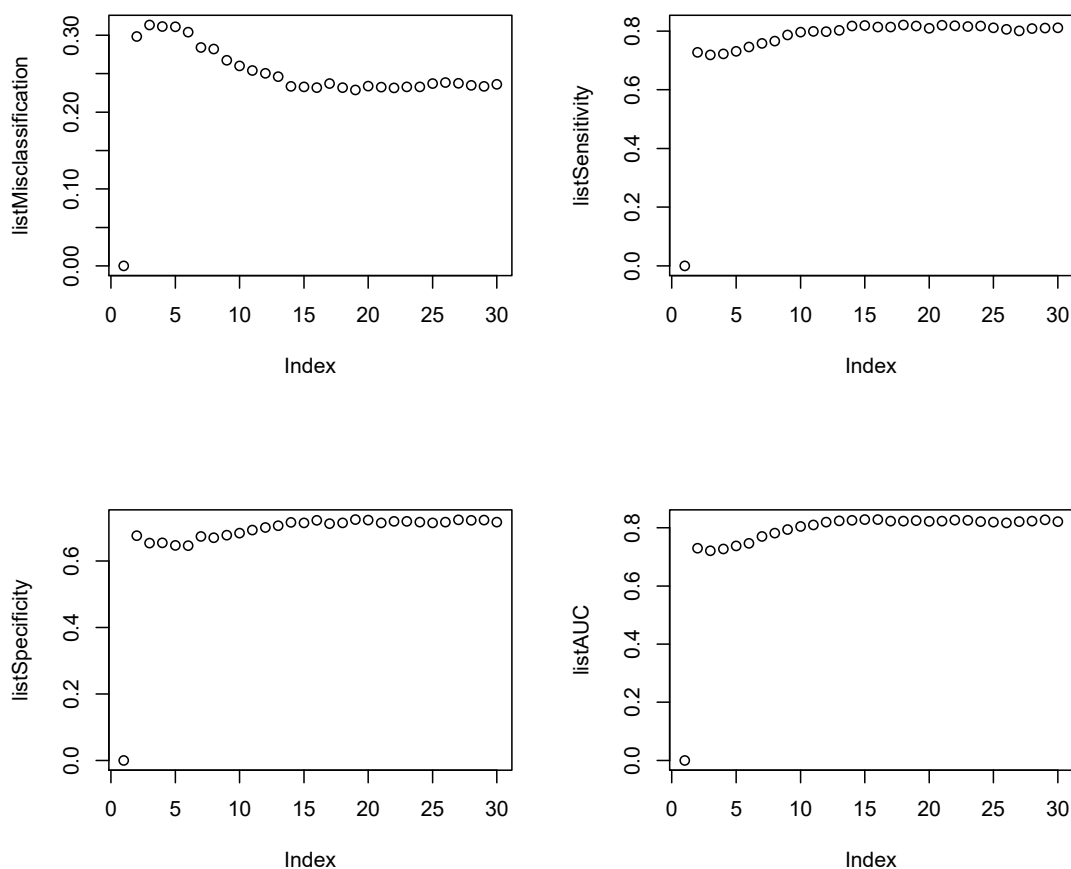 listMisclassification
0.00 0.10 0.20 0.30
0 5 10 15 20 25 30
Index
listSensitivity
0.0 0.2 0.4 0.6 0.8
0 5 10 15 20 25 30
Index
listSpecificity
0.0 0.2 0.4 0.6
0 5 10 15 20 25 30
Index
listAUC
0.0 0.2 0.4 0.6 0.8
0 5 10 15 20 25 30
Index